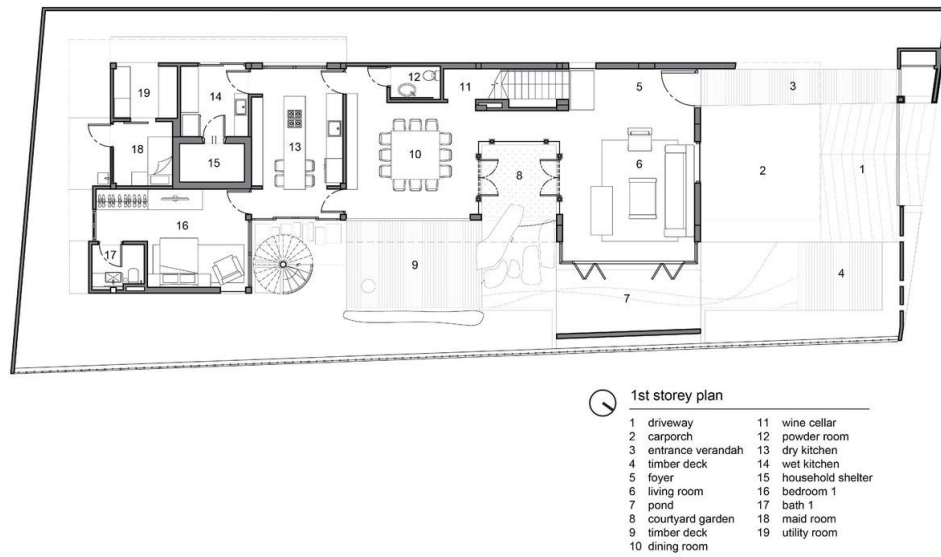 12
19
14
11
5
3
18
13
10
6
2
1
15
8
16
17
9
4
7
1st storey plan
1 driveway
2 carporch
3 entrance verandah
4 timber deck
5 foyer
6 living room
7 pond
8 courtyard garden
9 timber deck
10 dining room
11 wine cellar
12 powder room
13 dry kitchen
14 wet kitchen
15 household shelter
16 bedroom 1
17 bath 1
18 maid room
19 utility room